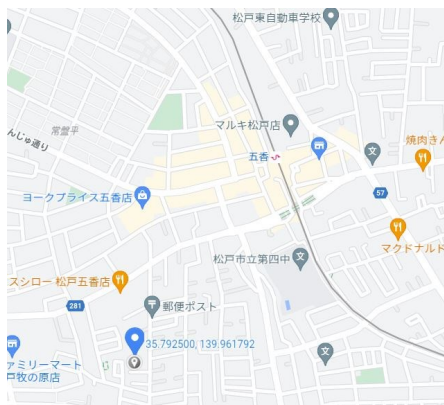 松戸東自動車学校
マルキ松戸店
常盤平
んじゅ通り
五香
文
焼肉きん
ヨークプライス五香店
57
松戸市立第四中
文
マクドナルド
スシロー 松戸五香店
281
郵便ポスト
35.792500, 139.961792
ァミリーマート
戸牧の原店
文